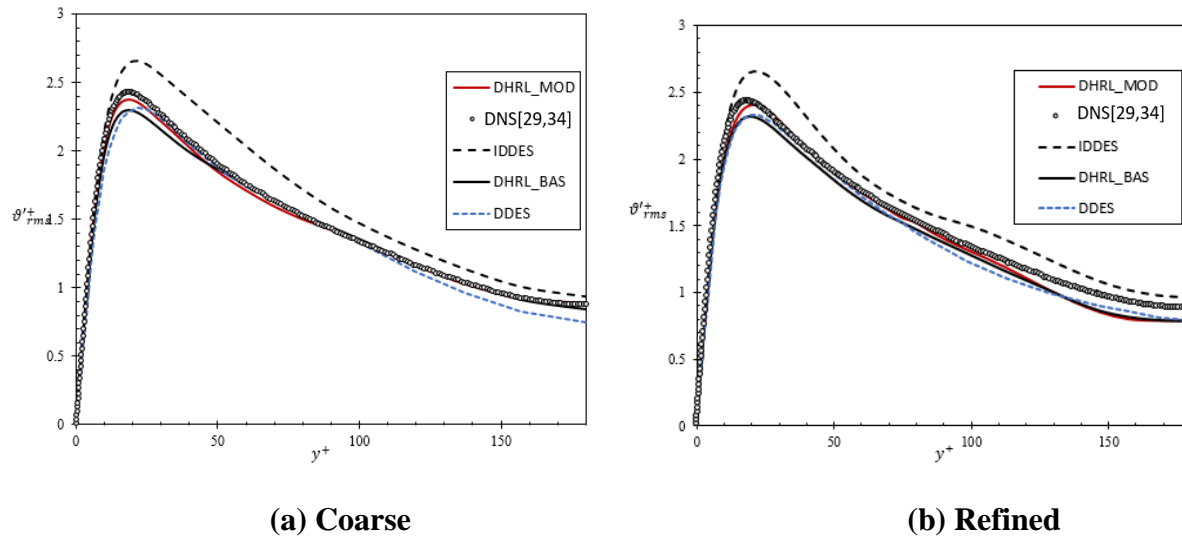 3
2.5
2
1.5
1
0.5
0
0
50
100
150
y⁺
DHRL_MOD
DNS[29,34]
IDDES
DHRL_BAS
DDES
(a) Coarse
3
2.5
2
1.5
1
0.5
0
0
50
100
150
y⁺
ϑ'⁺rms
DHRL_MOD
DNS[29,34]
IDDES
DHRL_BAS
DDES
(b) Refined